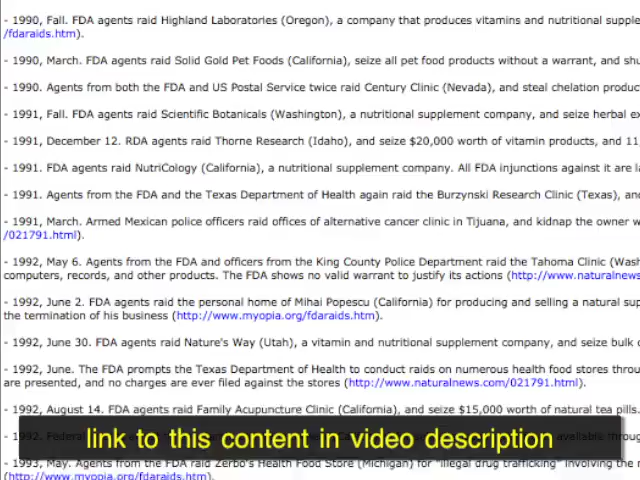 - 1990, Fall. FDA agents raid Highland Laboratories (Oregon), a company that produces vitamins and nutritional
/fdaraids.htm).
- 1990, March. FDA agents raid Solid Gold Pet Foods (California), seize all pet food products without a warrant, and
- 1990. Agents from both the FDA and US Postal Service twice raid Century Clinic (Nevada), and steal chelation
- 1991, Fall. FDA agents raid Scientific Botanicals (Washington), a nutritional supplement company, and seize herbal
- 1991, December 12. RDA agents raid Thorne Research (Idaho), and seize $20,000 worth of vitamin products, and 11,
- 1991. FDA agents raid NutriCology (California), a nutritional supplement company. All FDA injunctions against it are
- 1991. Agents from the FDA and the Texas Department of Health again raid the Burzynski Research Clinic (Texas),
- 1991, March. Armed Mexican police officers raid offices of alternative cancer clinic in Tijuana, and kidnap the owner
/021791.html).
- 1992, May 6. Agents from the FDA and officers from the King County Police Department raid the Tahoma Clinic
computers, records, and other products. The FDA shows no valid warrant to justify its actions (http://www.naturalnews
- 1992, June 2. FDA agents raid the personal home of Mihai Popescu (California) for producing and selling a natural
the termination of his business (http://www.myopia.org/fdaraids.htm).
- 1992, June 30. FDA agents raid Nature's Way (Utah), a vitamin and nutritional supplement company, and seize bulk
- 1992, June. The FDA prompts the Texas Department of Health to conduct raids on numerous health food stores
are presented, and no charges are ever filed against the stores (http://www.naturalnews.com/021791.html).
- 1992, August 14. FDA agents raid Family Acupuncture Clinic (California), and seize $15,000 worth of natural tea pills.
- 1992.
link to this content in video description
- 1993, May. Agents from the FDA raid Zerbo's Health Food Store (Michigan) for "illegal drug trafficking" involving the
(http://www.myopia.org/fdaraids.htm).